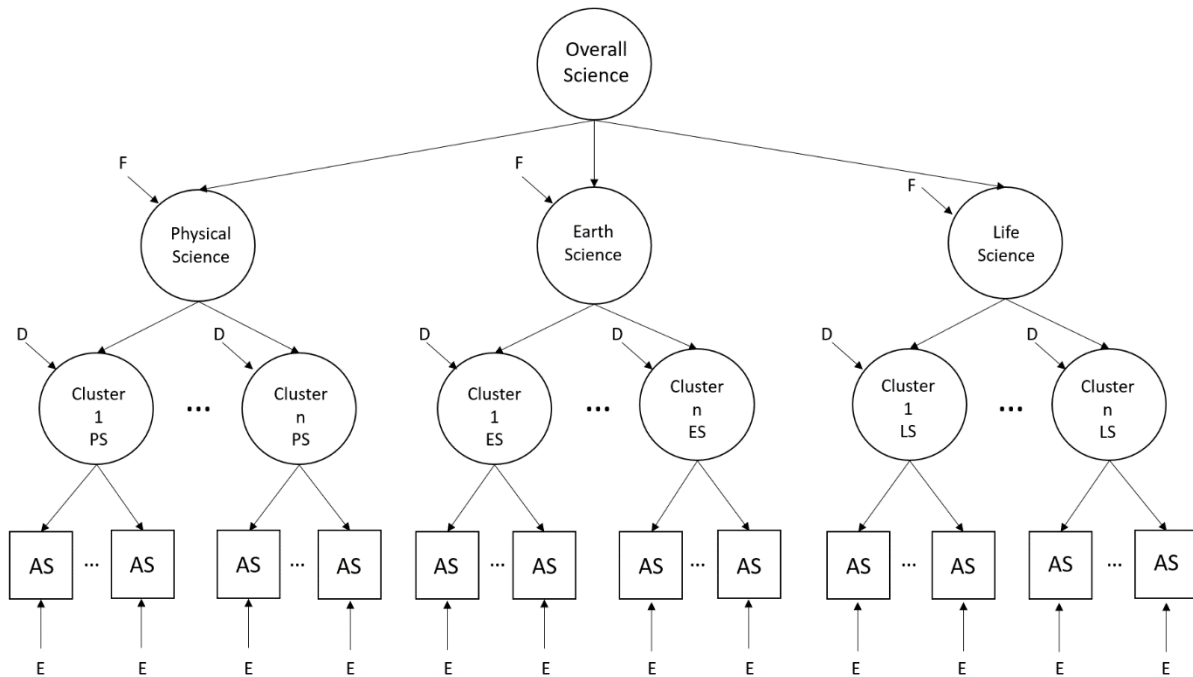 Overall
Science
F
F
F
Physical
Science
Earth
Science
Life
Science
D
D
D
D
D
D
Cluster
1
PS
...
Cluster
n
PS
Cluster
1
ES
...
Cluster
n
ES
Cluster
1
LS
...
Cluster
n
LS
AS ... AS AS ... AS AS ... AS AS ... AS AS ... AS AS ... AS
E E E E E E E E E E E E